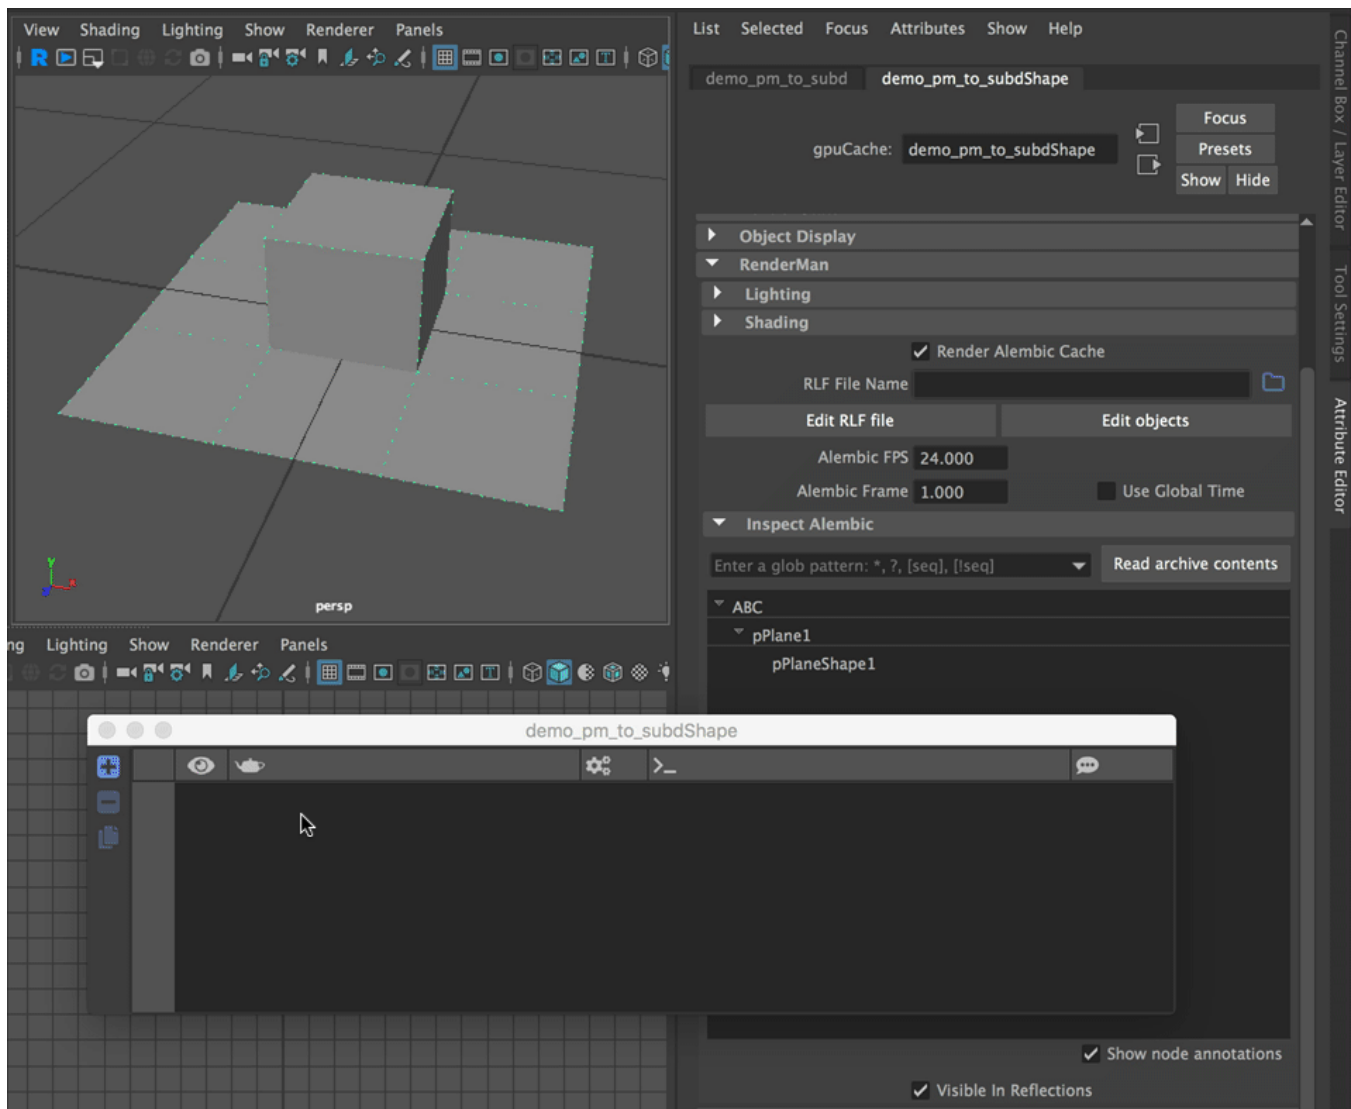 View Shading Lighting Show Renderer Panels
persp
ng Lighting Show Renderer Panels
List Selected Focus Attributes Show Help
demo_pm_to_subd demo_pm_to_subdShape
gpuCache: demo_pm_to_subdShape
Focus
Presets
Show Hide
Object Display
RenderMan
Lighting
Shading
Render Alembic Cache
RLF File Name
Edit RLF file Edit objects
Alembic FPS 24.000
Alembic Frame 1.000 Use Global Time
Inspect Alembic
Enter a glob pattern: *, ?, [seq], [!seq] Read archive contents
ABC
pPlane1
pPlaneShape1
demo_pm_to_subdShape
Show node annotations
Visible In Reflections
Channel Box / Layer Editor
Tool Settings
Attribute Editor